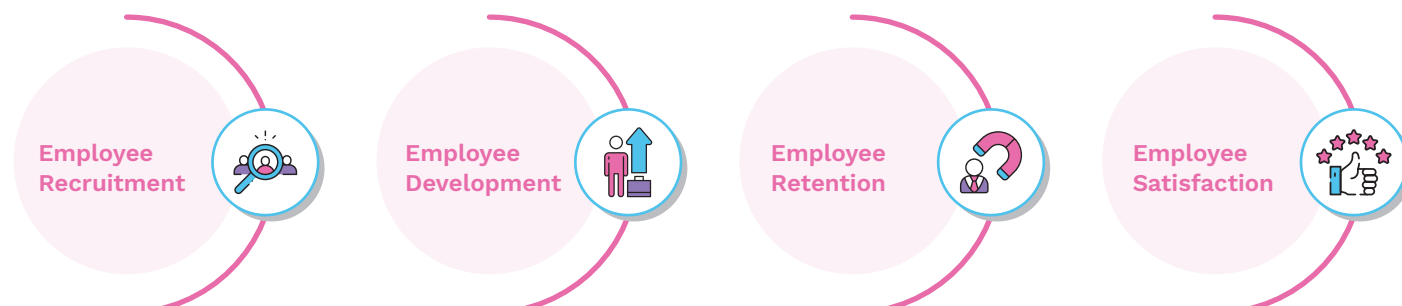 Employee
Recruitment
Employee
Development
Employee
Retention
Employee
Satisfaction